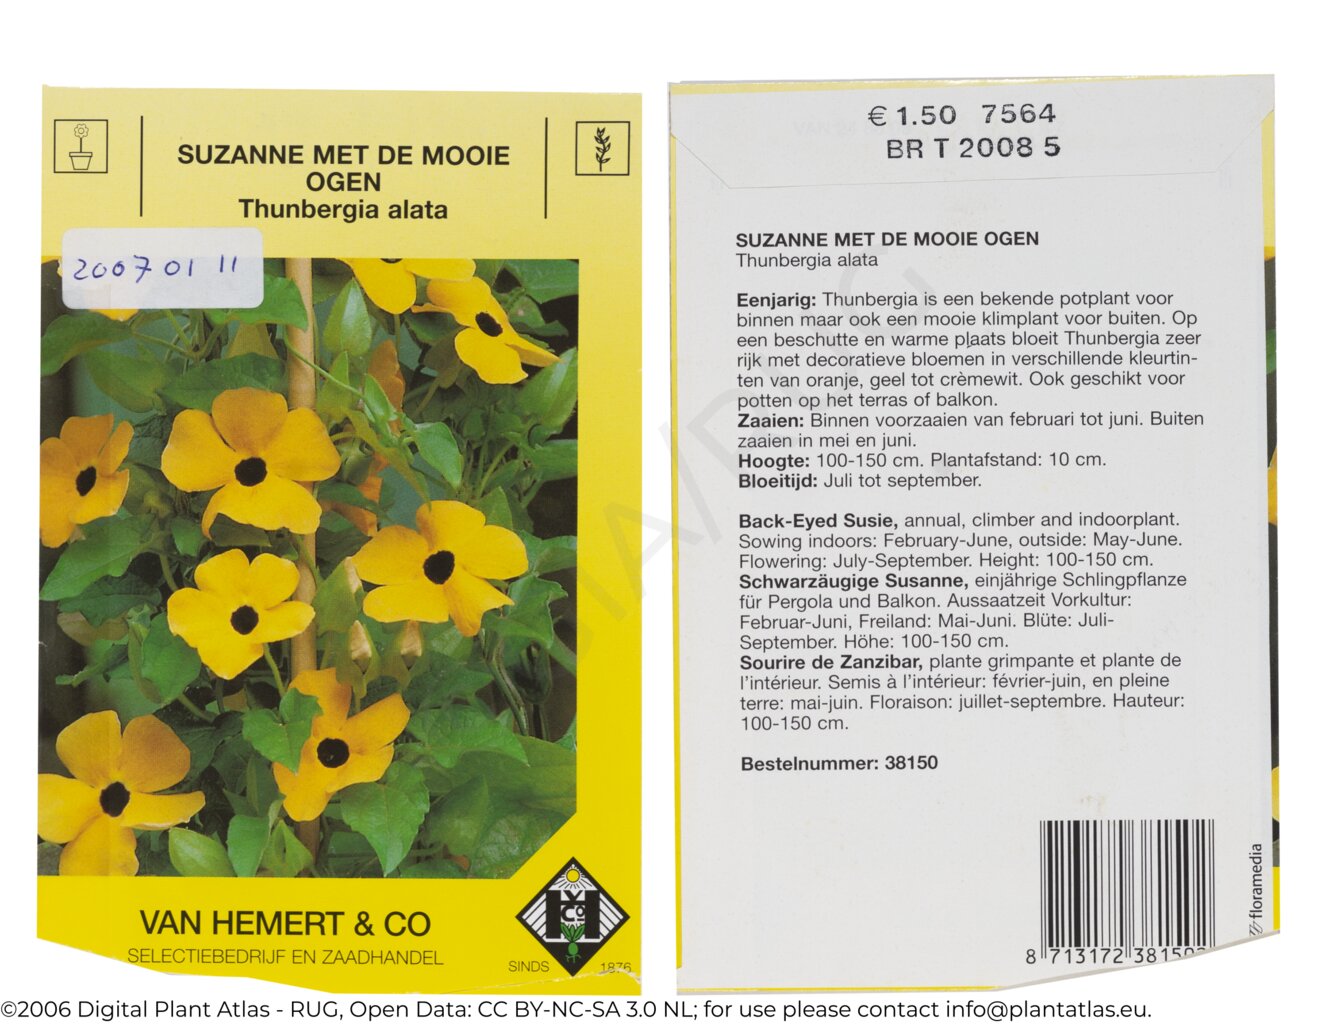 SUZANNE MET DE MOOIE
OGEN
Thunbergia alata
2007 01 11
VAN HEMERT & CO
SELECTIEBEDRIJF EN ZAADHANDEL
SINDS 1876
H V Co
€ 1.50 7564
BR T 2008 5
SUZANNE MET DE MOOIE OGEN
Thunbergia alata
Eenjarig: Thunbergia is een bekende potplant voor
binnen maar ook een mooie klimplant voor buiten. Op
een beschutte en warme plaats bloeit Thunbergia zeer
rijk met decoratieve bloemen in verschillende kleurtin-
ten van oranje, geel tot crèmewit. Ook geschikt voor
potten op het terras of balkon.
Zaaien: Binnen voorzaaien van februari tot juni. Buiten
zaaien in mei en juni.
Hoogte: 100-150 cm. Plantafstand: 10 cm.
Bloeitijd: Juli tot september.
Back-Eyed Susie, annual, climber and indoorplant.
Sowing indoors: February-June, outside: May-June.
Flowering: July-September. Height: 100-150 cm.
Schwarzäugige Susanne, einjährige Schlingpflanze
für Pergola und Balkon. Aussaatzeit Vorkultur:
Februar-Juni, Freiland: Mai-Juni. Blüte: Juli-
September. Höhe: 100-150 cm.
Sourire de Zanzibar, plante grimpante et plante de
l'intérieur. Semis à l'intérieur: février-juin, en pleine
terre: mai-juin. Floraison: juillet-septembre. Hauteur:
100-150 cm.
Bestelnummer: 38150
floramedia
8 713172 381502
©2006 Digital Plant Atlas - RUG, Open Data: CC BY-NC-SA 3.0 NL; for use please contact info@plantatlas.eu.